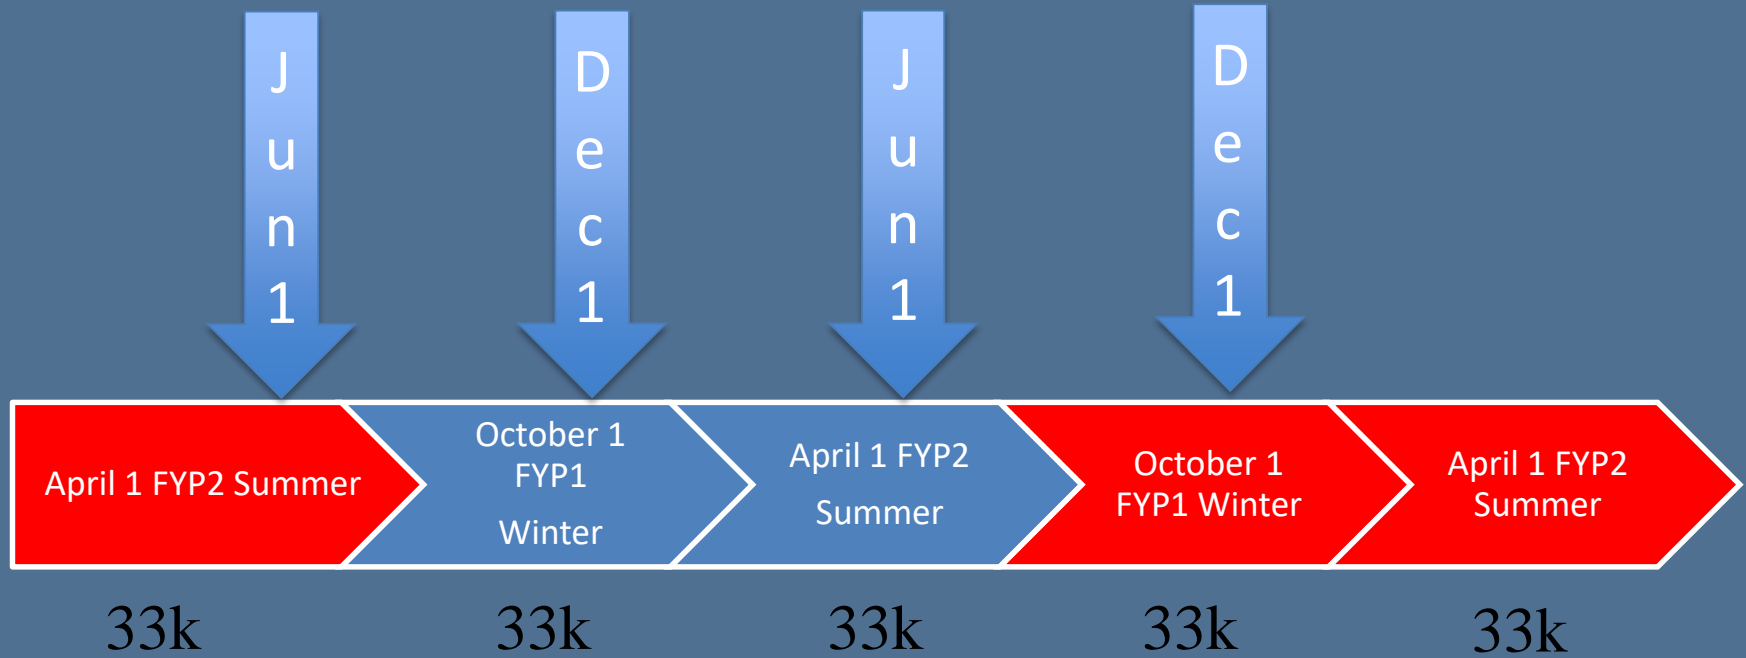 Jun1
Dec1
Jun1
Dec1
April 1 FYP2 Summer
October 1
FYP1
Winter
April 1 FYP2
Summer
October 1
FYP1 Winter
April 1 FYP2
Summer
33k
33k
33k
33k
33k